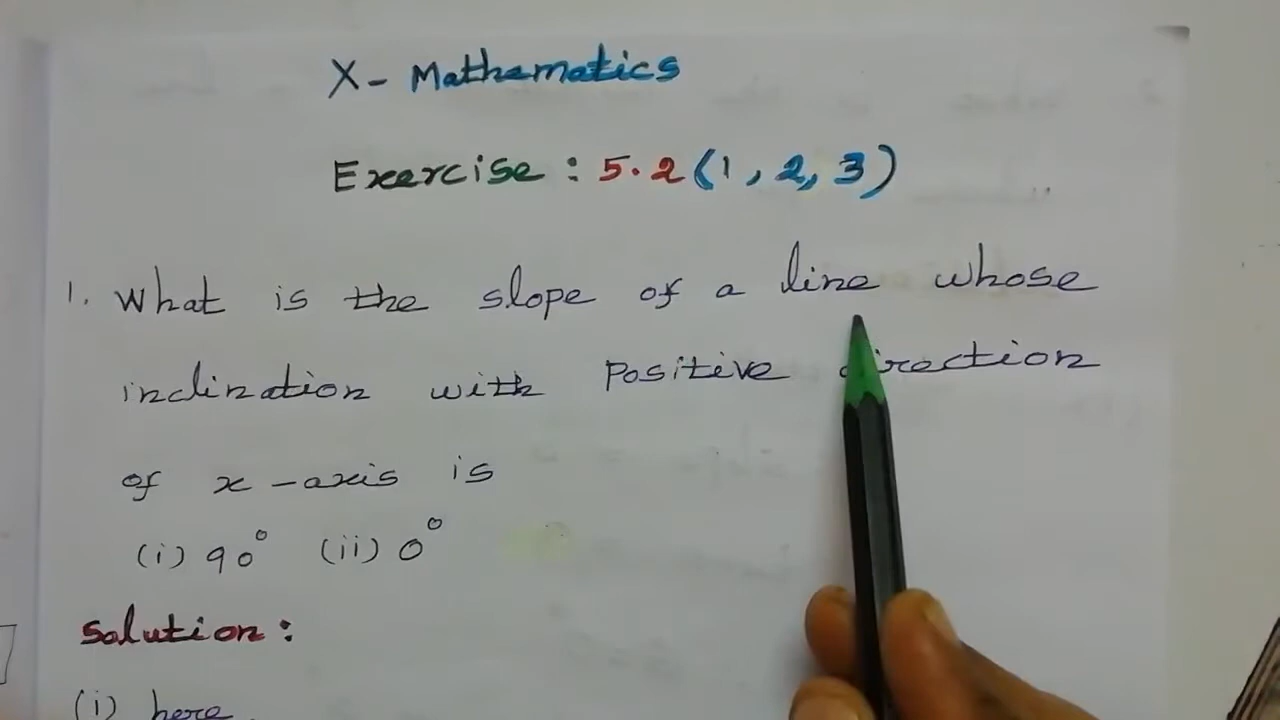 X- Mathematics
Exercise : 5.2 (1, 2, 3)
1. What is the slope of a line whose
inclination with positive direction
of x-axis is
(i) 90° (ii) 0°
Solution:
(i) here